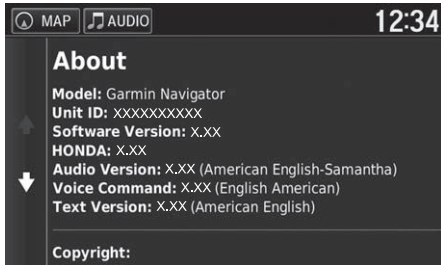 MAP AUDIO 12:34
About
Model: Garmin Navigator
Unit ID: XXXXXXXXXX
Software Version: X.XX
HONDA: X.XX
Audio Version: X.XX (American English-Samantha)
Voice Command: X.XX (English American)
Text Version: X.XX (American English)
Copyright: